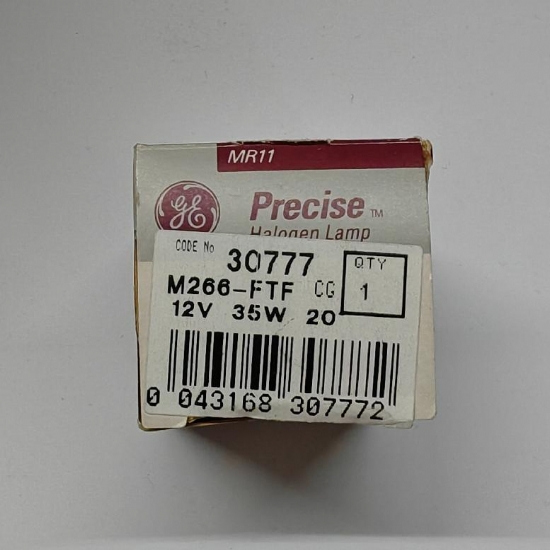 MR11
GE
Precise™
Halogen Lamp
CODE No 30777
QTY
1
M266-FTF CG
12V 35W 20
0 043168 307772